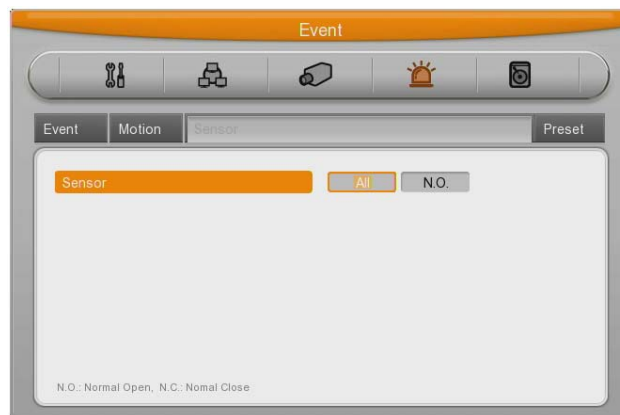 Event
Event Motion Sensor Preset
Sensor All N.O.
N.O.: Normal Open, N.C.: Nomal Close